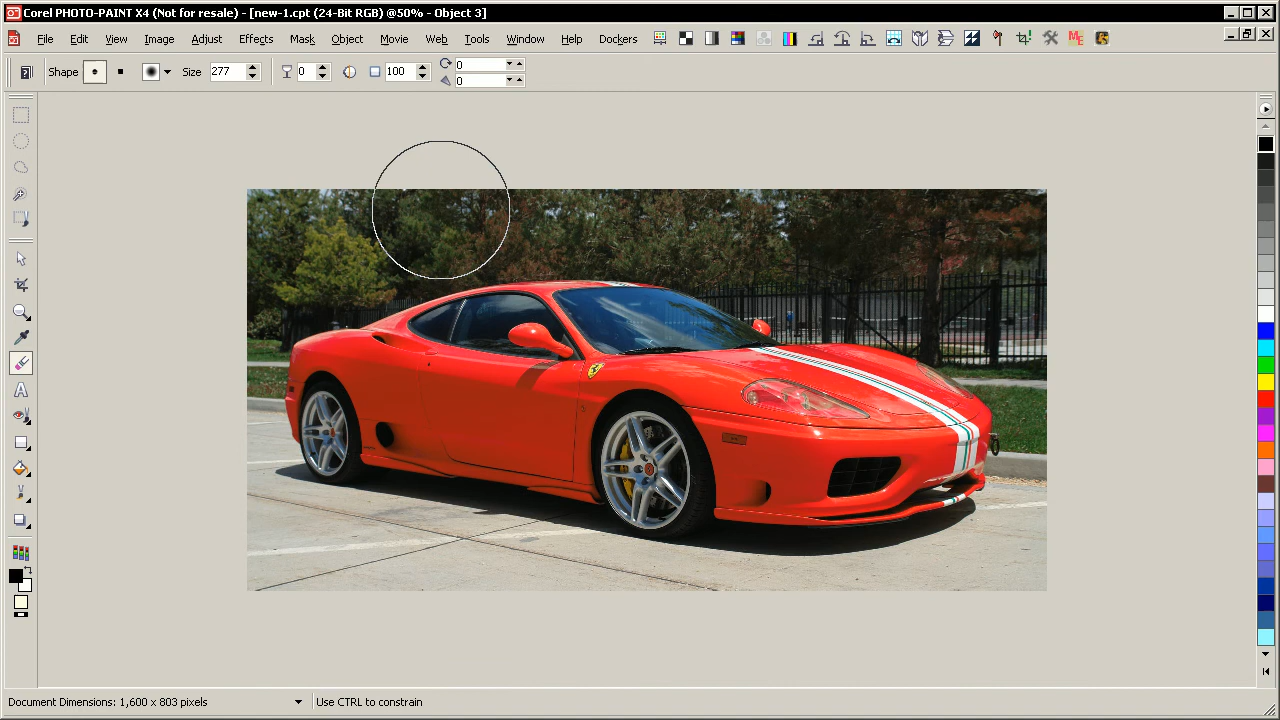 Corel PHOTO-PAINT X4 (Not for resale) - [new-1.cpt (24-Bit RGB) @50% - Object 3]
File Edit View Image Adjust Effects Mask Object Movie Web Tools Window Help Dockers ME
Shape Size 277 0 100 0
0
A
Document Dimensions: 1,600 x 803 pixels Use CTRL to constrain